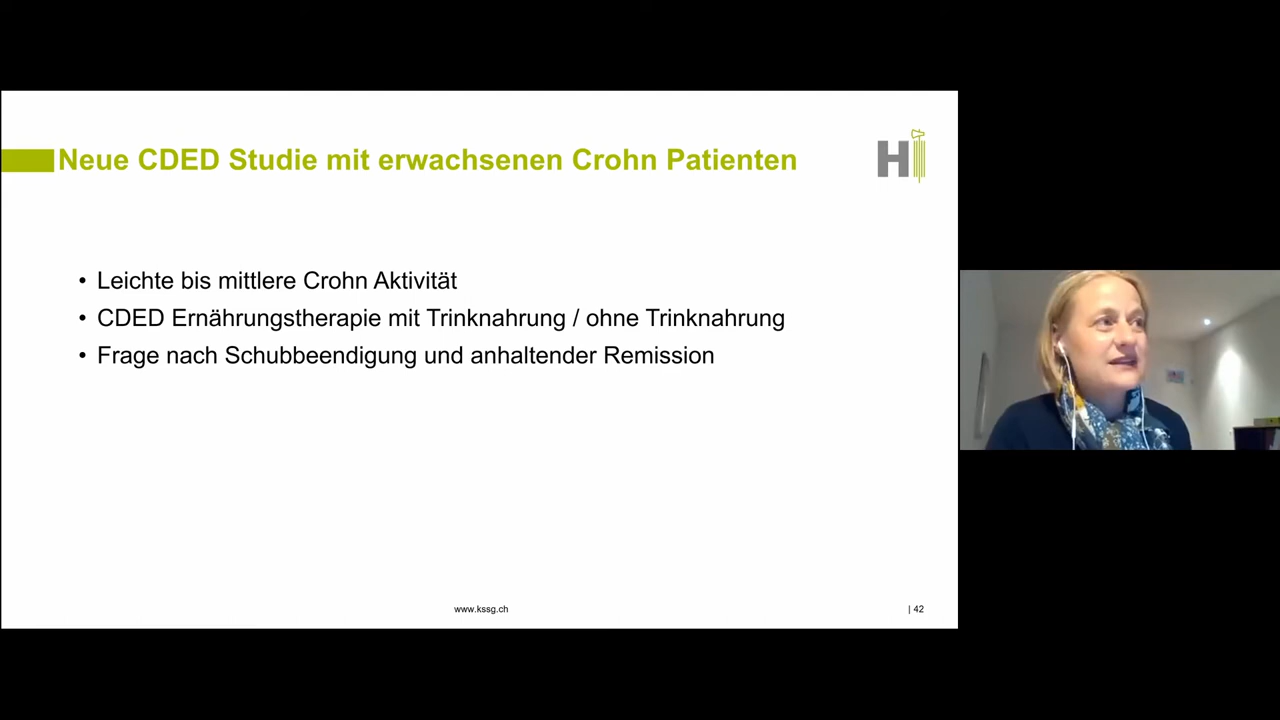 Neue CDED Studie mit erwachsenen Crohn Patienten
H
• Leichte bis mittlere Crohn Aktivität
• CDED Ernährungstherapie mit Trinknahrung / ohne Trinknahrung
• Frage nach Schubbeendigung und anhaltender Remission
www.kssg.ch
| 42